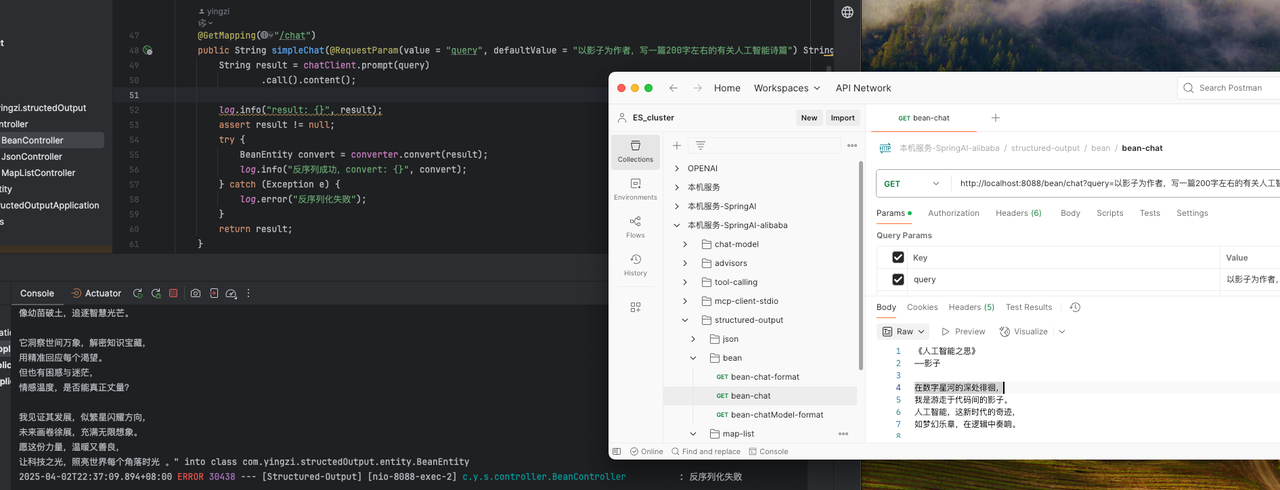 yingzi
47
@GetMapping("/chat")
48
public String simpleChat(@RequestParam(value = "query", defaultValue = "以影子为作者，写一篇200字左右的有关人工智能诗篇") String
49
String result = chatClient.prompt(query)
50
.call().content();
51
52
log.info("result: {}", result);
53
assert result != null;
54
try {
55
BeanEntity convert = converter.convert(result);
56
log.info("反序列成功，convert: {}", convert);
57
} catch (Exception e) {
58
log.error("反序列化失败");
59
}
60
return result;
61
}
ingzi.structedOutput
ntroller
BeanController
JsonController
MapListController
ntity
ructedOutputApplication
s
Console
Actuator
像幼苗破土，追逐智慧光芒。
它洞察世间万象，解密知识宝藏，
用精准回应每个渴望。
但也有困惑与迷茫，
情感温度，是否能真正丈量？
我见证其发展，似繁星闪耀方向，
未来画卷徐展，充满无限想象。
愿这份力量，温暖又善良，
让科技之光，照亮世界每个角落时光 。" into class com.yingzi.structedOutput.entity.BeanEntity
2025-04-02T22:37:09.894+08:00 ERROR 30438 --- [Structured-Output] [nio-8088-exec-2] c.y.s.controller.BeanController : 反序列化失败
Home
Workspaces
API Network
Search Postman
ES_cluster
New
Import
Collections
Environments
Flows
History
OPENAI
本机服务
本机服务-SpringAI
本机服务-SpringAI-alibaba
chat-model
advisors
tool-calling
mcp-client-stdio
structured-output
json
bean
GET bean-chat-format
GET bean-chat
GET bean-chatModel-format
map-list
GET bean-chat
HTTP
本机服务-SpringAI-alibaba / structured-output / bean / bean-chat
GET
http://localhost:8088/bean/chat?query=以影子为作者，写一篇200字左右的有关人工智
Params
Authorization
Headers (6)
Body
Scripts
Tests
Settings
Query Params
Key
Value
query
以影子为作者，
Body
Cookies
Headers (5)
Test Results
Raw
Preview
Visualize
1 《人工智能之思》
2 —影子
3
4 在数字星河的深处徘徊，
5 我是游走于代码间的影子。
6 人工智能，这新时代的奇迹，
7 如梦幻乐章，在逻辑中奏响。
8
Online
Find and replace
Console